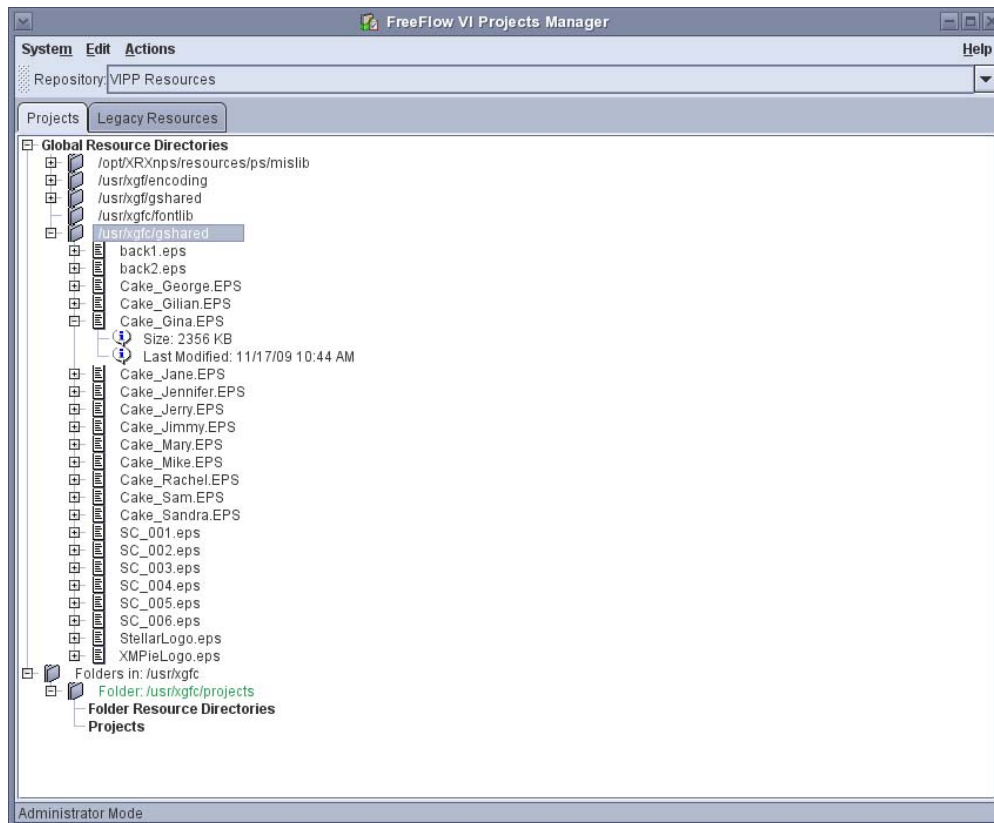 FreeFlow VI Projects Manager
System Edit Actions Help
Repository: VIPP Resources
Projects Legacy Resources
Global Resource Directories
/opt/XRXnps/resources/ps/mislib
/usr/xgf/encoding
/usr/xgf/gshared
/usr/xgfc/fontlib
/usr/xgfc/gshared
back1.eps
back2.eps
Cake_George.EPS
Cake_Gilian.EPS
Cake_Gina.EPS
Size: 2356 KB
Last Modified: 11/17/09 10:44 AM
Cake_Jane.EPS
Cake_Jennifer.EPS
Cake_Jerry.EPS
Cake_Jimmy.EPS
Cake_Mary.EPS
Cake_Mike.EPS
Cake_Rachel.EPS
Cake_Sam.EPS
Cake_Sandra.EPS
SC_001.eps
SC_002.eps
SC_003.eps
SC_004.eps
SC_005.eps
SC_006.eps
StellarLogo.eps
XMPieLogo.eps
Folders in: /usr/xgfc
Folder: /usr/xgfc/projects
Folder Resource Directories
Projects
Administrator Mode